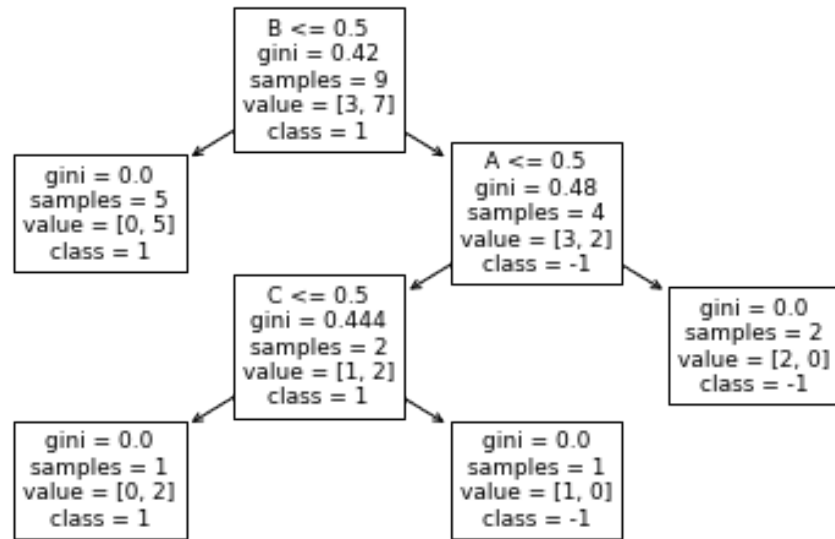 B <= 0.5
gini = 0.42
samples = 9
value = [3, 7]
class = 1
gini = 0.0
samples = 5
value = [0, 5]
class = 1
A <= 0.5
gini = 0.48
samples = 4
value = [3, 2]
class = -1
C <= 0.5
gini = 0.444
samples = 2
value = [1, 2]
class = 1
gini = 0.0
samples = 2
value = [2, 0]
class = -1
gini = 0.0
samples = 1
value = [0, 2]
class = 1
gini = 0.0
samples = 1
value = [1, 0]
class = -1